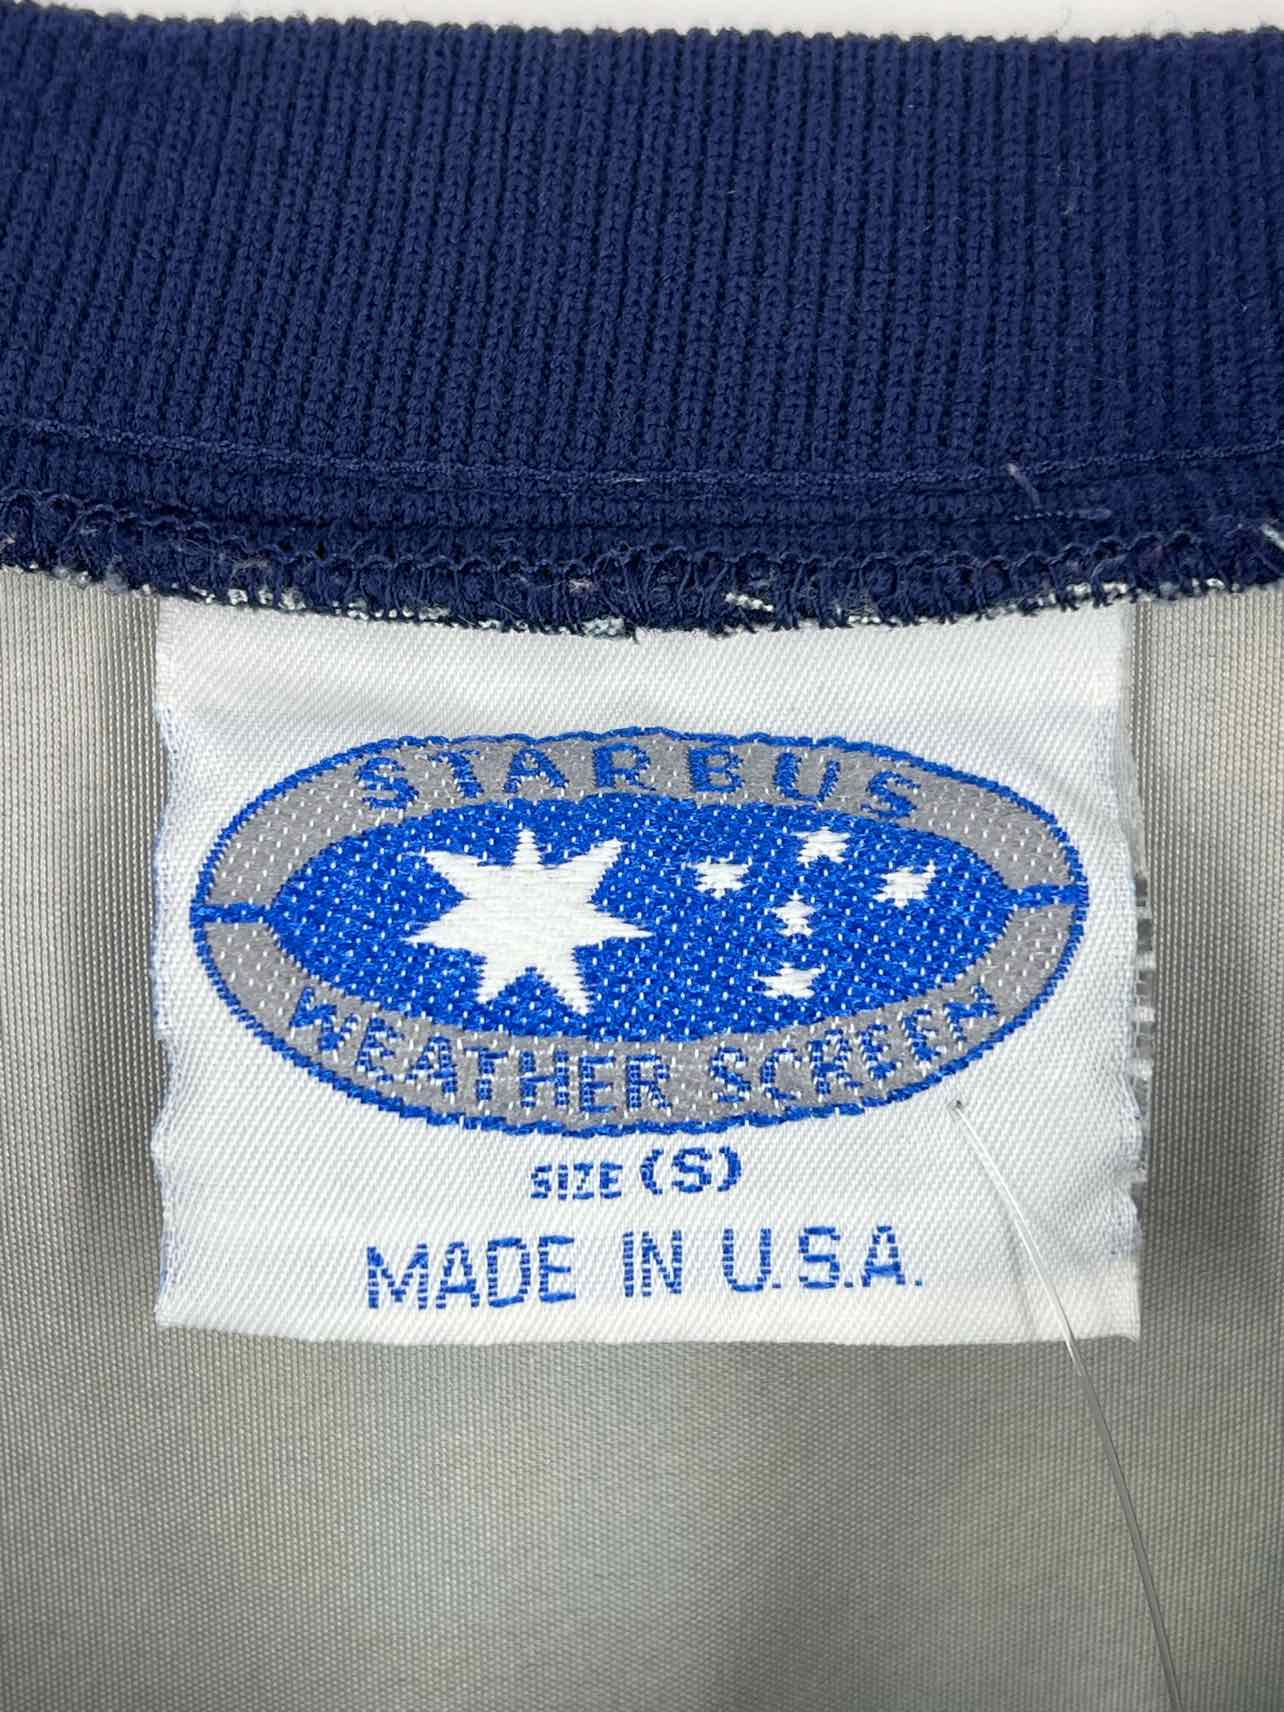 STARBUS
WEATHER SCREEN
SIZE (S)
MADE IN U.S.A.